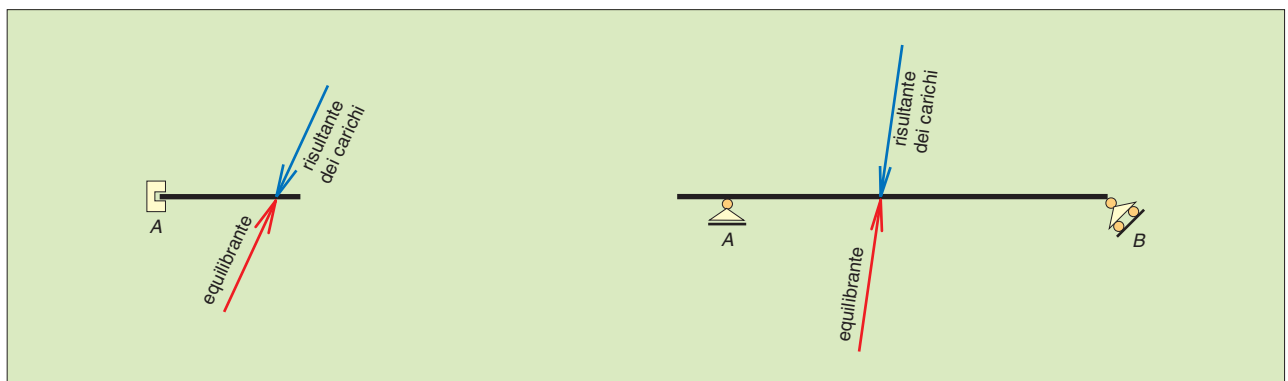 risultante
dei carichi
A
equilibrante
risultante
dei carichi
A
B
equilibrante